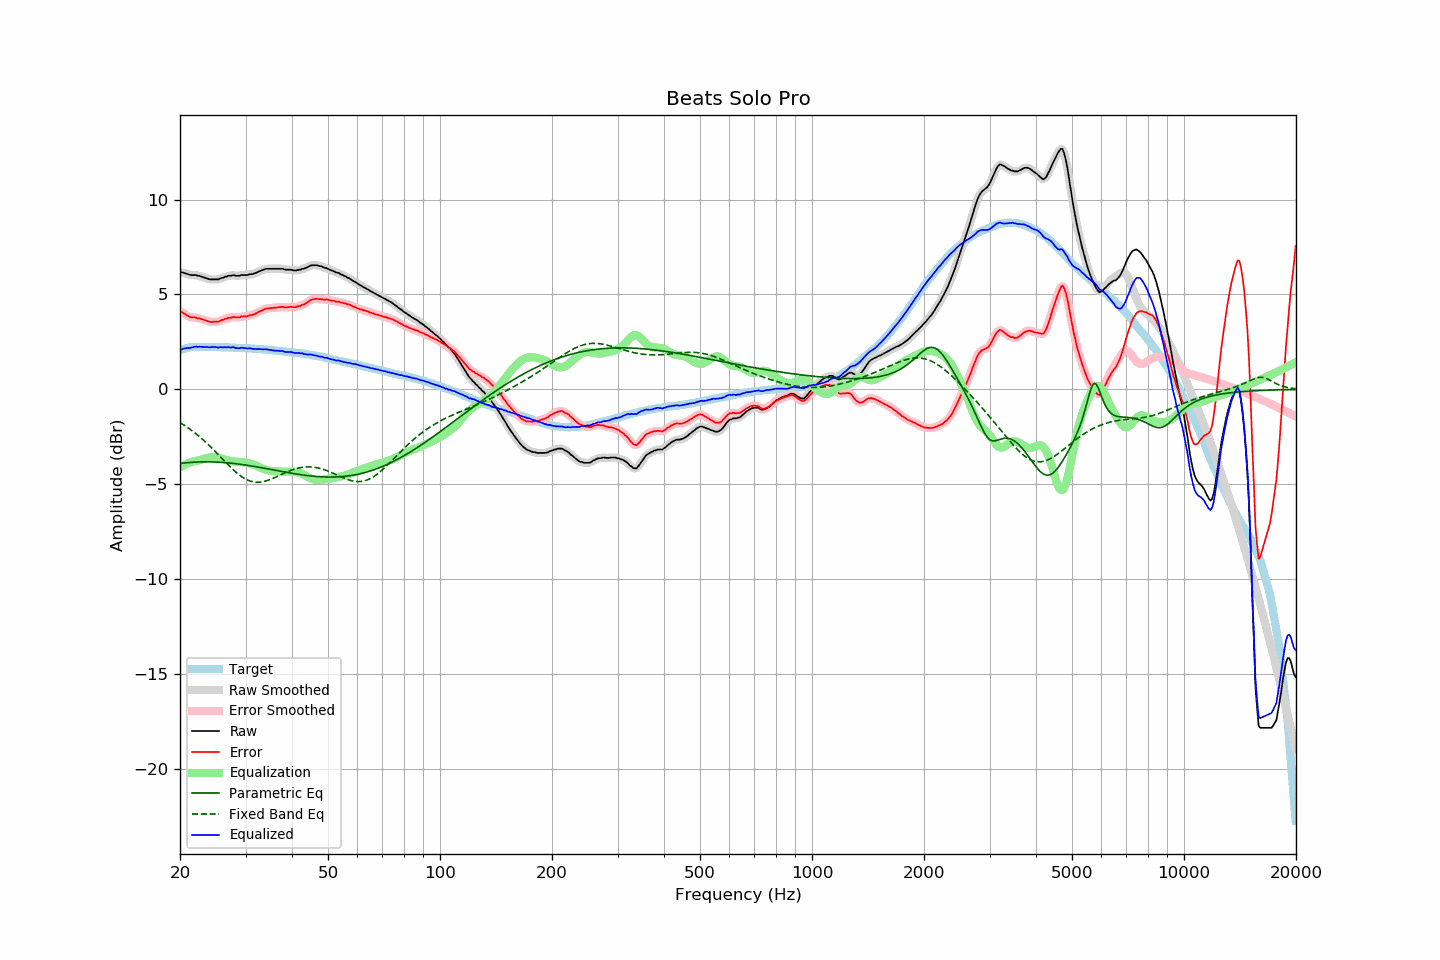 Beats Solo Pro
Amplitude (dBr)
10
5
0
−5
−10
−15
−20
Target
Raw Smoothed
Error Smoothed
Raw
Error
Equalization
Parametric Eq
Fixed Band Eq
Equalized
20 50 100 200 500 1000 2000 5000 10000 20000
Frequency (Hz)